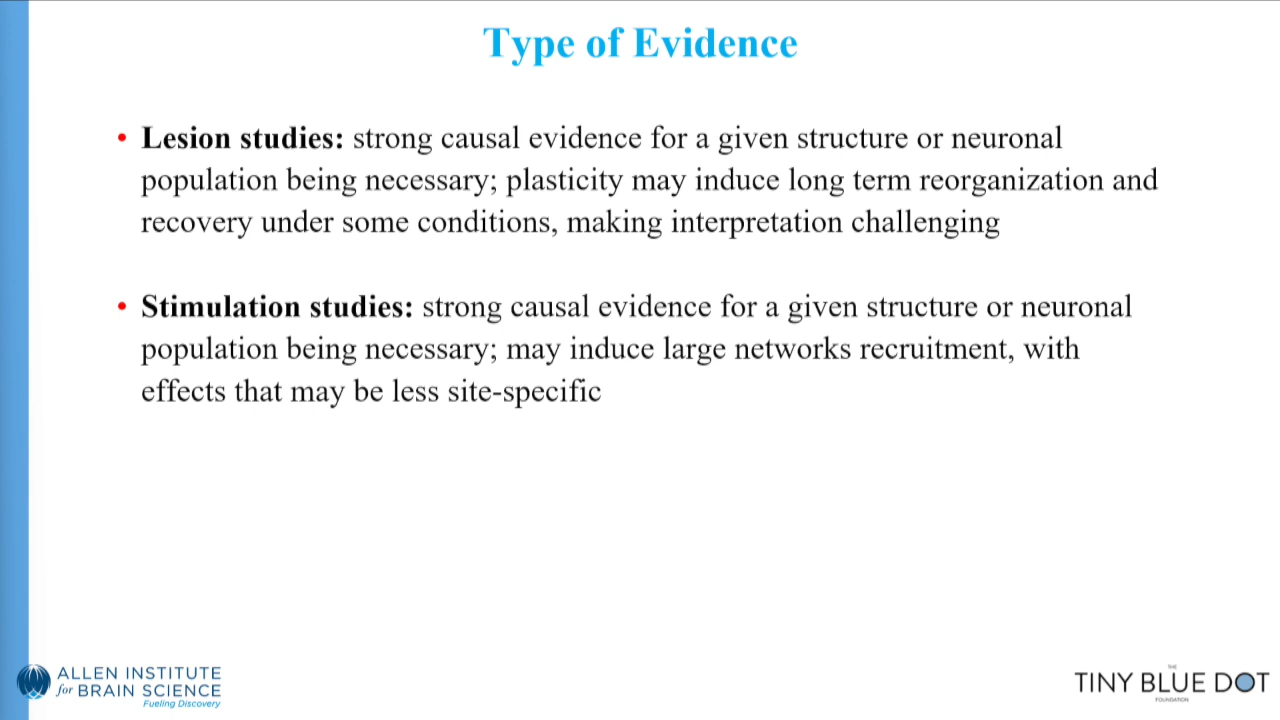 Type of Evidence
• Lesion studies: strong causal evidence for a given structure or neuronal
population being necessary; plasticity may induce long term reorganization and
recovery under some conditions, making interpretation challenging
• Stimulation studies: strong causal evidence for a given structure or neuronal
population being necessary; may induce large networks recruitment, with
effects that may be less site-specific
ALLEN INSTITUTE
for BRAIN SCIENCE
Fueling Discovery
THE
TINY BLUE DOT
FOUNDATION